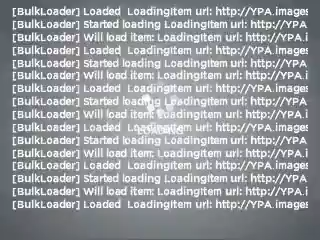 [BulkLoader] Loaded LoadingItem url: http://YPA.images
[BulkLoader] Started loading LoadingItem url: http://YPA
[BulkLoader] Will load item: LoadingItem url: http://YPA.i
[BulkLoader] Loaded LoadingItem url: http://YPA.images
[BulkLoader] Started loading LoadingItem url: http://YPA
[BulkLoader] Will load item: LoadingItem url: http://YPA.i
[BulkLoader] Loaded LoadingItem url: http://YPA.images
[BulkLoader] Started loading LoadingItem url: http://YPA
[BulkLoader] Will load item: LoadingItem url: http://YPA.i
[BulkLoader] Loaded LoadingItem url: http://YPA.images
LOADING
[BulkLoader] Started loading LoadingItem url: http://YPA
[BulkLoader] Will load item: LoadingItem url: http://YPA.i
[BulkLoader] Loaded LoadingItem url: http://YPA.images
[BulkLoader] Started loading LoadingItem url: http://YPA
[BulkLoader] Will load item: LoadingItem url: http://YPA.i
[BulkLoader] Loaded LoadingItem url: http://YPA.images